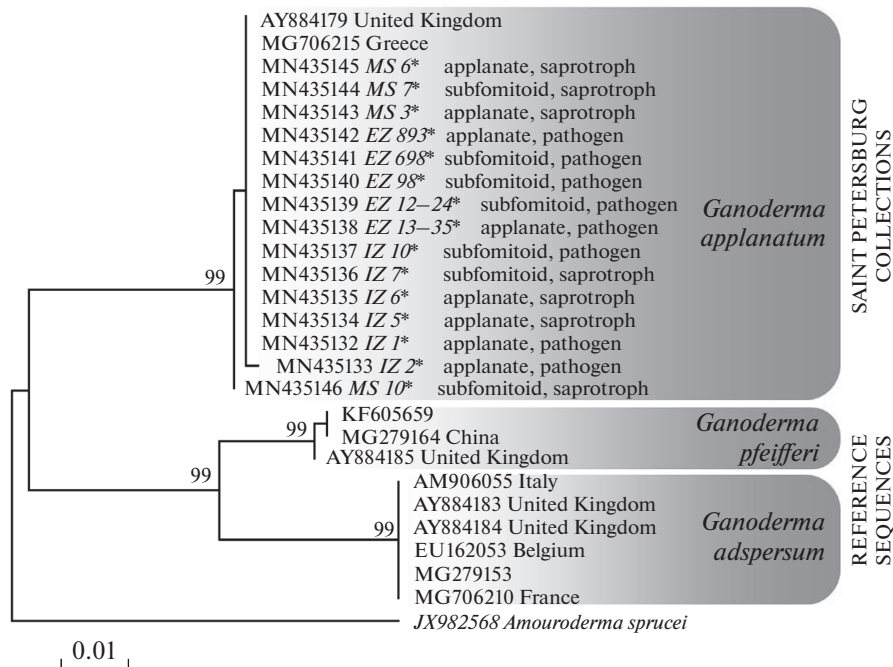 AY884179 United Kingdom
MG706215 Greece
MN435145 MS 6* applanate, saprotroph
MN435144 MS 7* subfomitoid, saprotroph
MN435143 MS 3* applanate, saprotroph
MN435142 EZ 893* applanate, pathogen
MN435141 EZ 698* subfomitoid, pathogen
MN435140 EZ 98* subfomitoid, pathogen
MN435139 EZ 12–24* subfomitoid, pathogen
MN435138 EZ 13–35* applanate, pathogen
MN435137 IZ 10* subfomitoid, pathogen
MN435136 IZ 7* subfomitoid, saprotroph
MN435135 IZ 6* applanate, saprotroph
MN435134 IZ 5* applanate, saprotroph
MN435132 IZ 1* applanate, pathogen
MN435133 IZ 2* applanate, pathogen
MN435146 MS 10* subfomitoid, saprotroph
Ganoderma
applanatum
SAINT PETERSBURG
COLLECTIONS
99
KF605659
MG279164 China
AY884185 United Kingdom
Ganoderma
pfeifferi
99
99
AM906055 Italy
AY884183 United Kingdom
AY884184 United Kingdom
EU162053 Belgium
MG279153
MG706210 France
Ganoderma
adspersum
99
REFERENCE
SEQUENCES
JX982568 Amouroderma sprucei
0.01